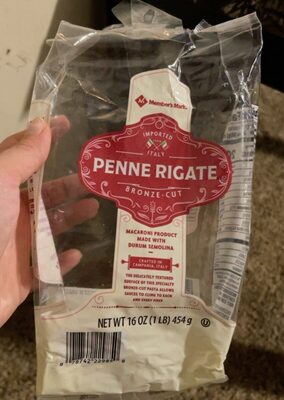 Member's Mark.
IMPORTED
ITALY
PENNE RIGATE
BRONZE-CUT
MACARONI PRODUCT
MADE WITH
DURUM SEMOLINA
CRAFTED IN
CAMPANIA, ITALY
THE DELICATELY TEXTURED
SURFACE OF THIS SPECIALTY
BRONZE-CUT PASTA ALLOWS
SAUCES TO CLING TO EACH
AND EVERY PIECE
NET WT 16 OZ (1 LB) 454 g